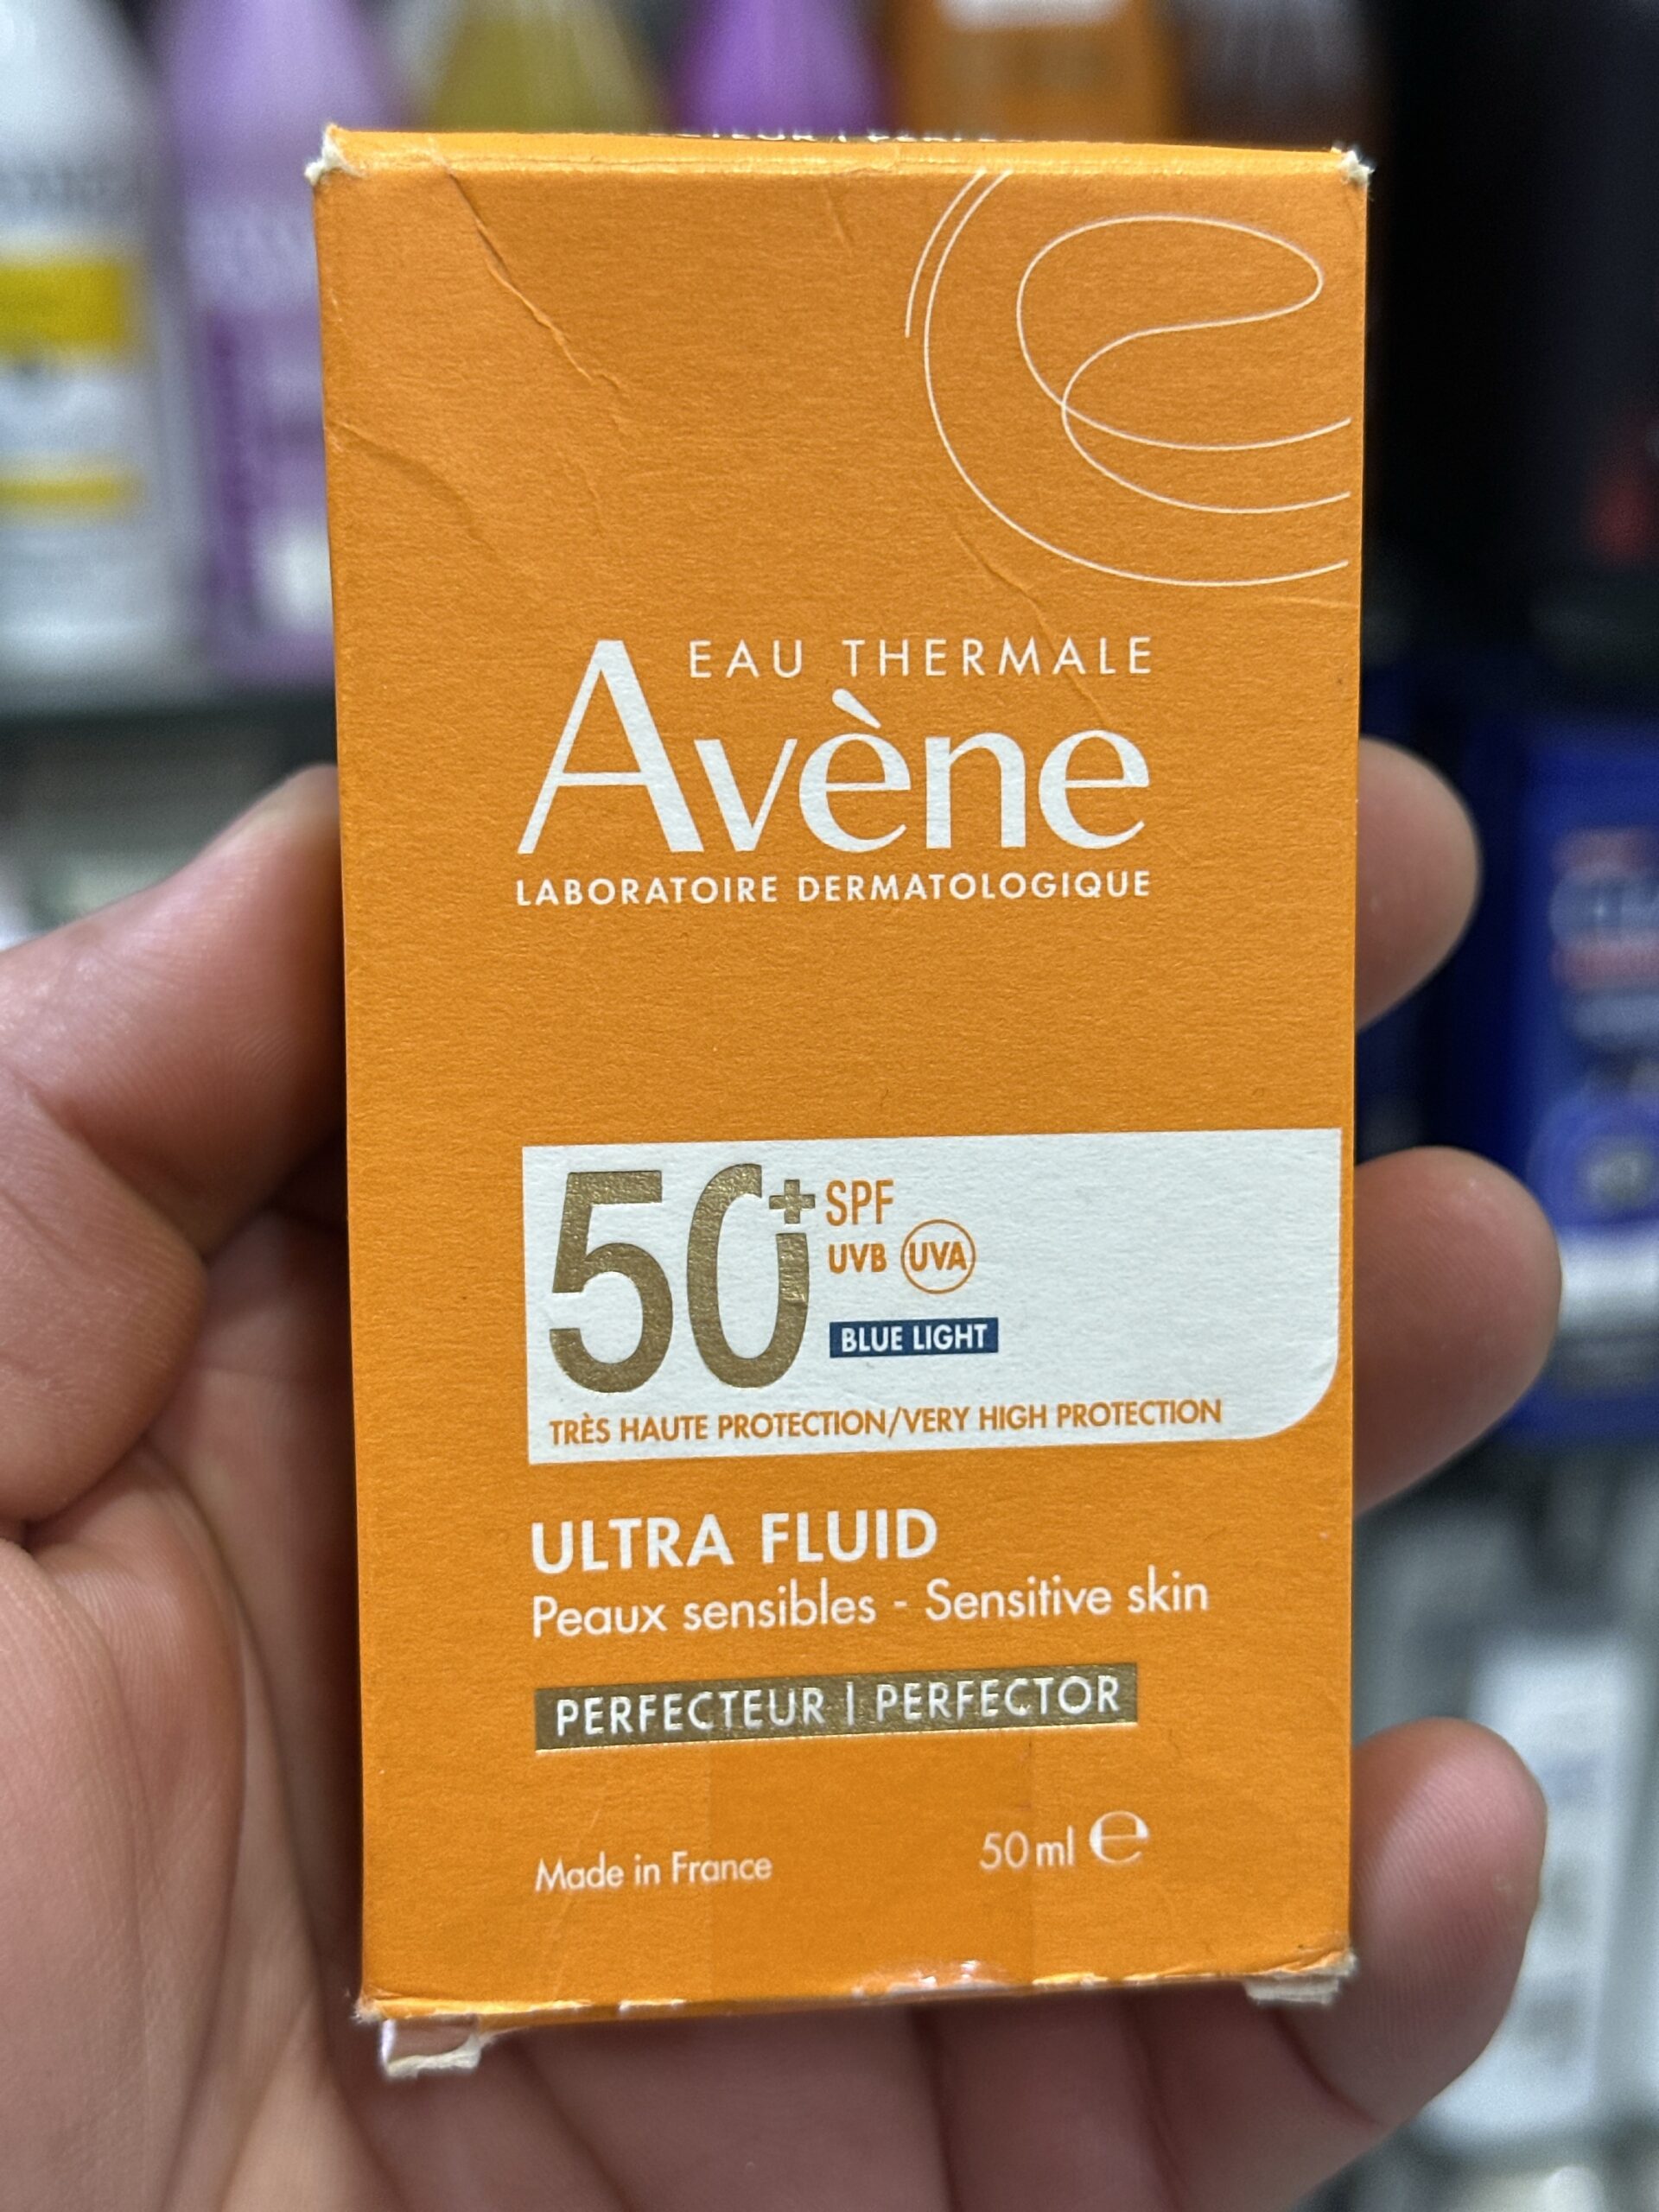 EAU THERMALE
Avène
LABORATOIRE DERMATOLOGIQUE
50+ SPF
UVB UVA
BLUE LIGHT
TRÈS HAUTE PROTECTION/VERY HIGH PROTECTION
ULTRA FLUID
Peaux sensibles - Sensitive skin
PERFECTEUR | PERFECTOR
Made in France
50 ml ℮